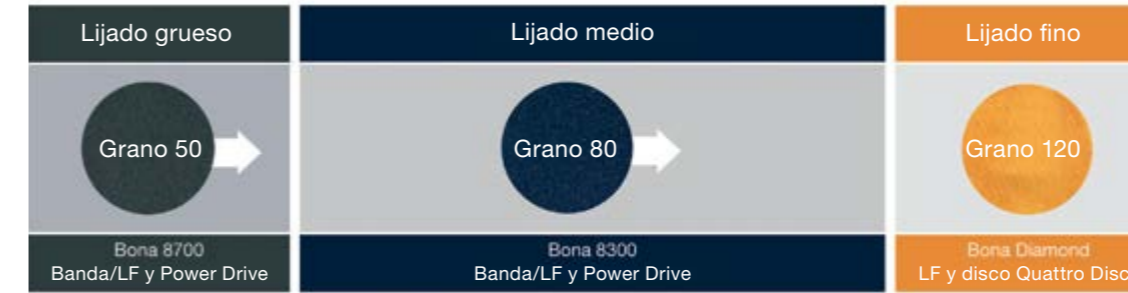 Lijado grueso
Lijado medio
Lijado fino
Grano 50
Grano 80
Grano 120
Bona 8700
Banda/LF y Power Drive
Bona 8300
Banda/LF y Power Drive
Bona Diamond
LF y disco Quattro Disc